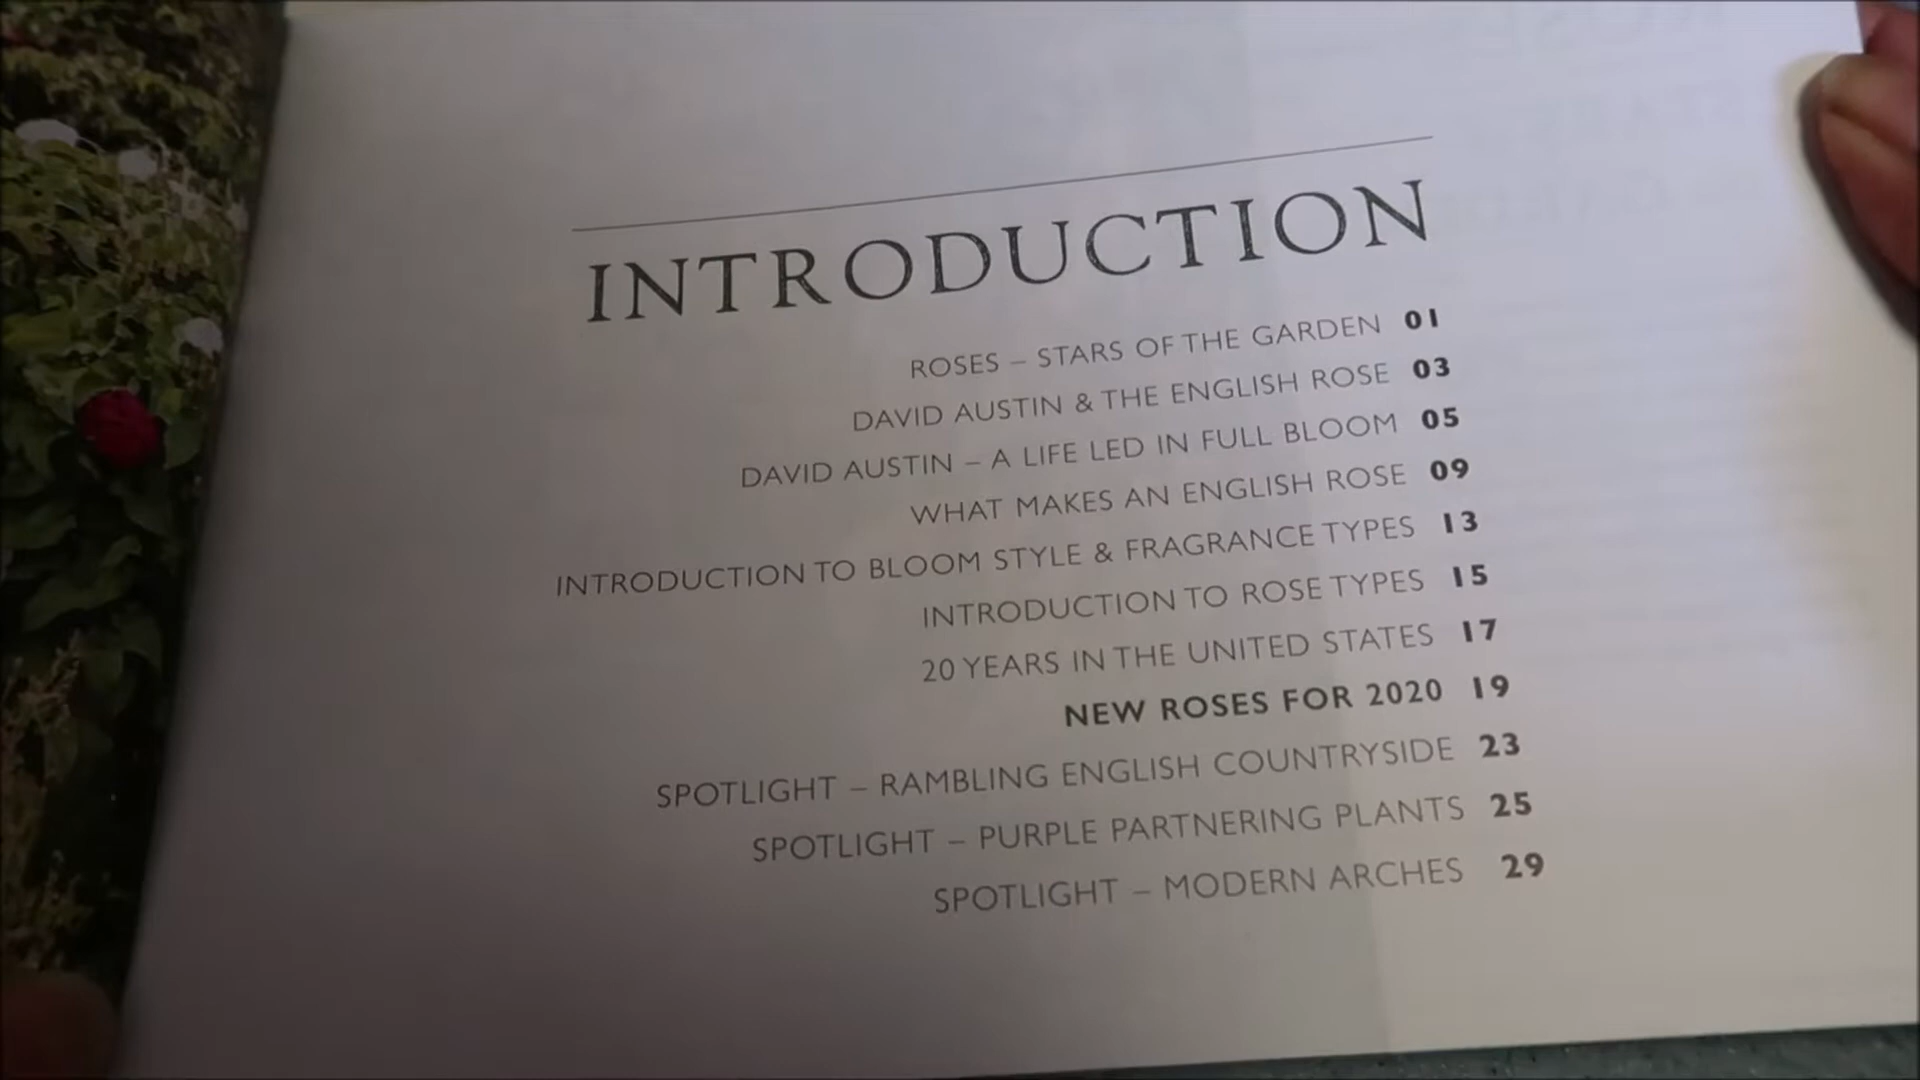 INTRODUCTION
ROSES – STARS OF THE GARDEN 01
DAVID AUSTIN & THE ENGLISH ROSE 03
DAVID AUSTIN – A LIFE LED IN FULL BLOOM 05
WHAT MAKES AN ENGLISH ROSE 09
INTRODUCTION TO BLOOM STYLE & FRAGRANCE TYPES 13
INTRODUCTION TO ROSE TYPES 15
20 YEARS IN THE UNITED STATES 17
NEW ROSES FOR 2020 19
SPOTLIGHT – RAMBLING ENGLISH COUNTRYSIDE 23
SPOTLIGHT – PURPLE PARTNERING PLANTS 25
SPOTLIGHT – MODERN ARCHES 29